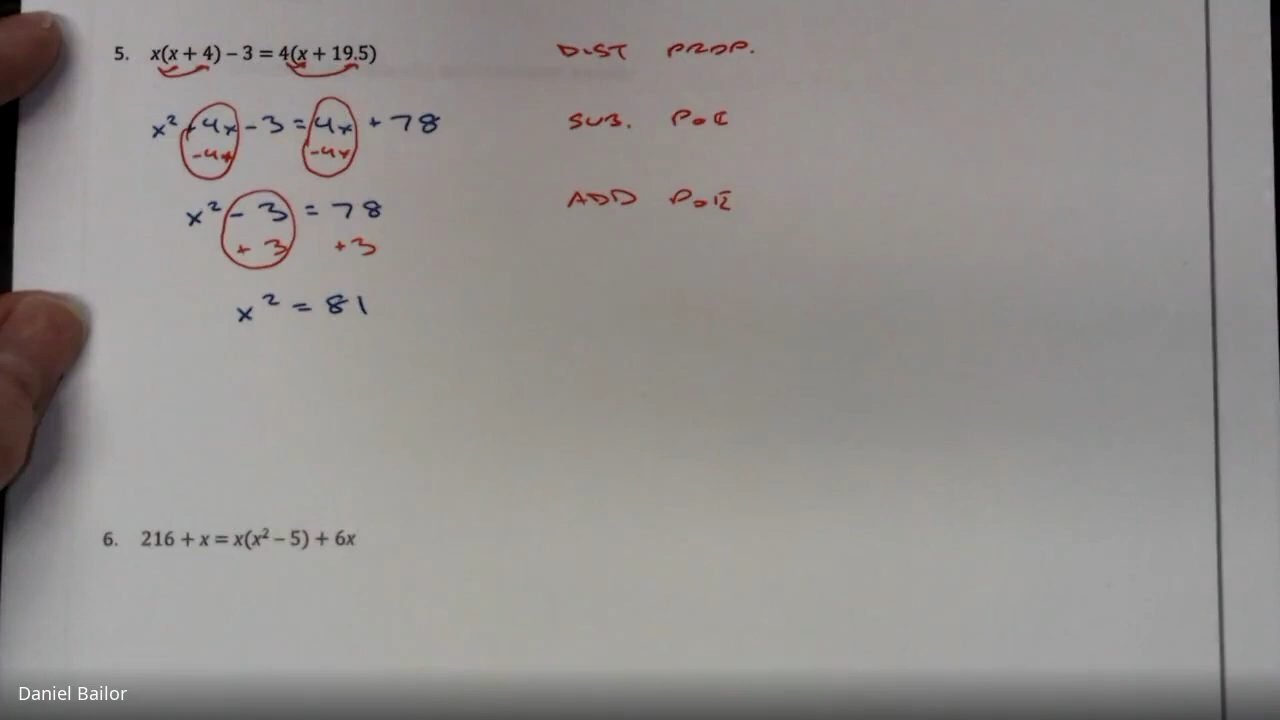 5. x(x + 4) – 3 = 4(x + 19.5) DIST PROP.
x² + 4x - 3 = 4x + 78 SUB. PoE
-4x -4x
x² - 3 = 78 ADD PoE
+ 3 +3
x² = 81
6. 216 + x = x(x² – 5) + 6x
Daniel Bailor